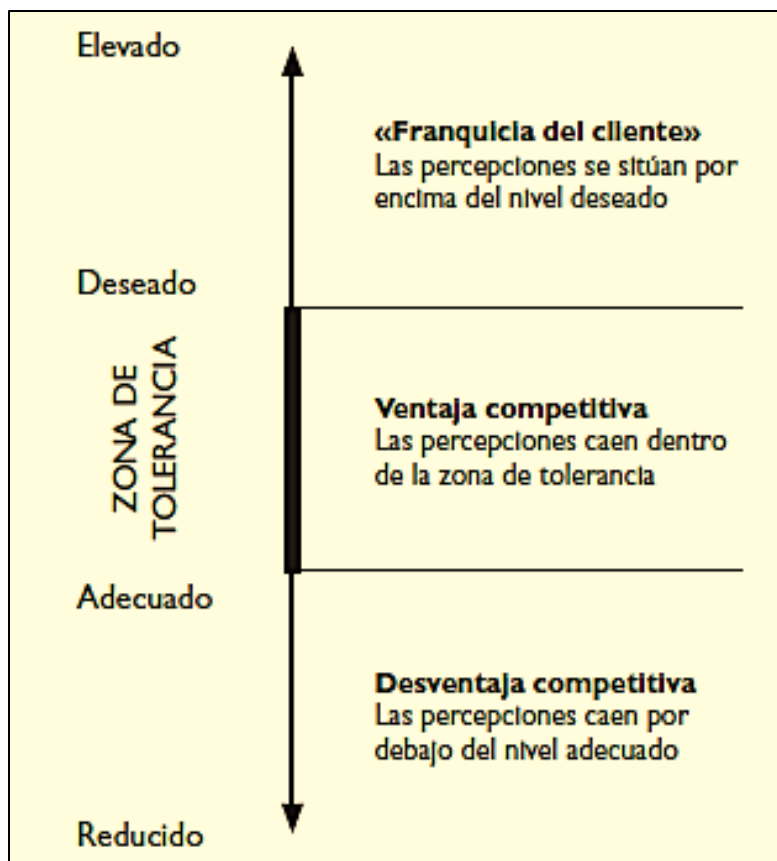 Elevado
«Franquicia del cliente»
Las percepciones se sitúan por
encima del nivel deseado
Deseado
ZONA DE
TOLERANCIA
Ventaja competitiva
Las percepciones caen dentro
de la zona de tolerancia
Adecuado
Desventaja competitiva
Las percepciones caen por
debajo del nivel adecuado
Reducido